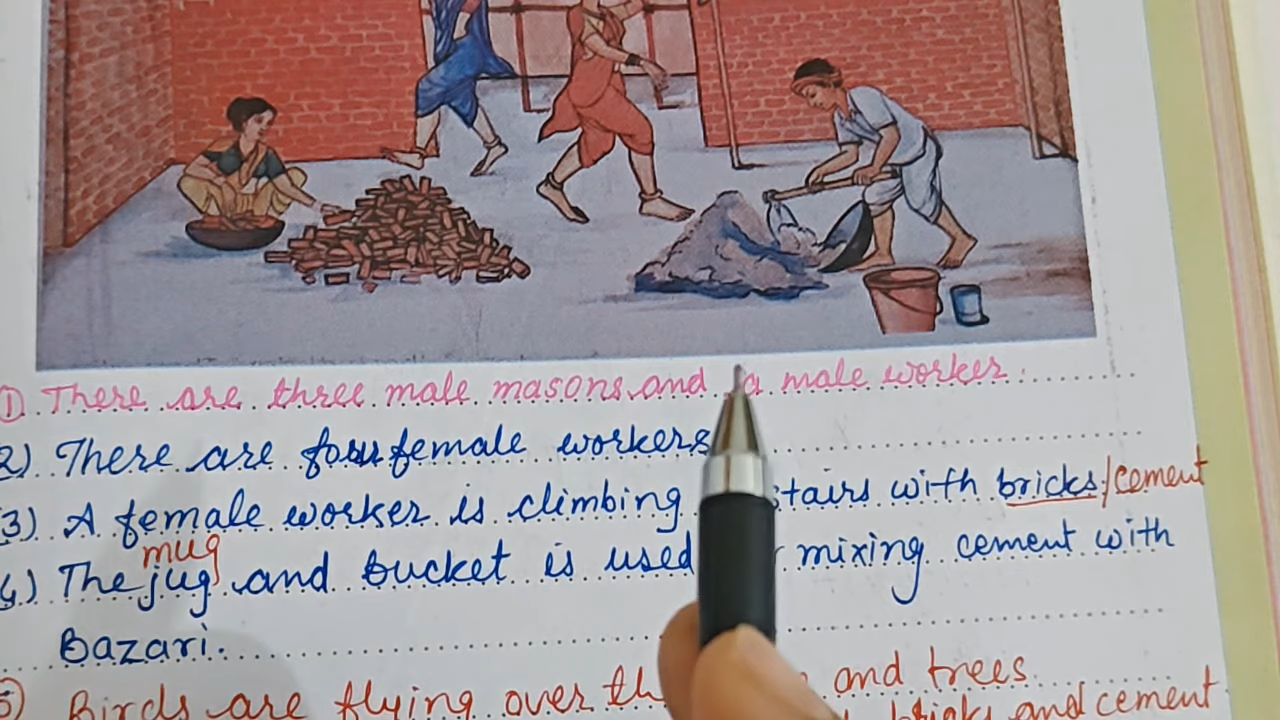 1) There are three male masons and a male worker.
2) There are four female workers
3) A female worker is climbing stairs with bricks/cement
mug
4) The jug and bucket is used mixing cement with
Bazari.
5) Birds are flying over and trees
bricks and cement